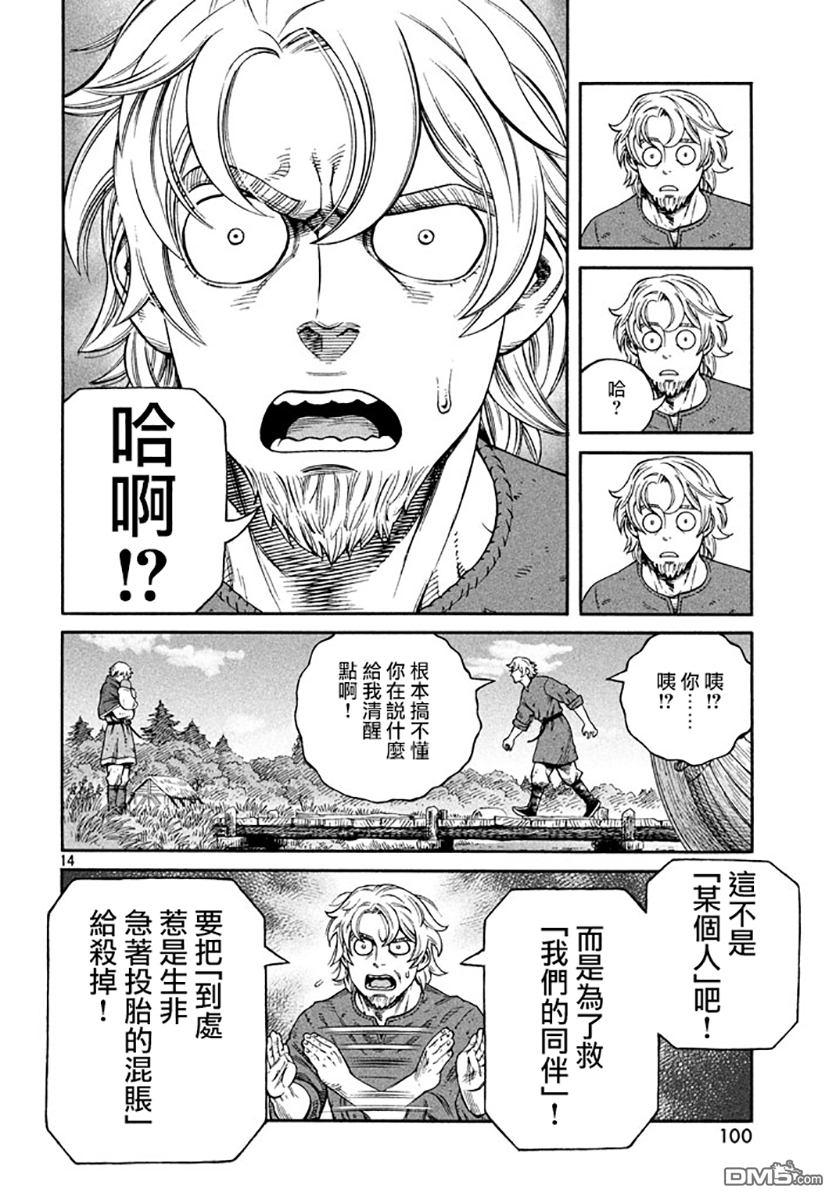 哈?
哈啊!?
咦!?
你……
咦!?
根本搞不懂
你在說什麼
給我清醒
點啊!
14
這不是
「某個人」吧!
而是為了救
「我們的同伴」!
要把「到處
惹是生非
急著投胎的混賬」
給殺掉!
100
DM5.com